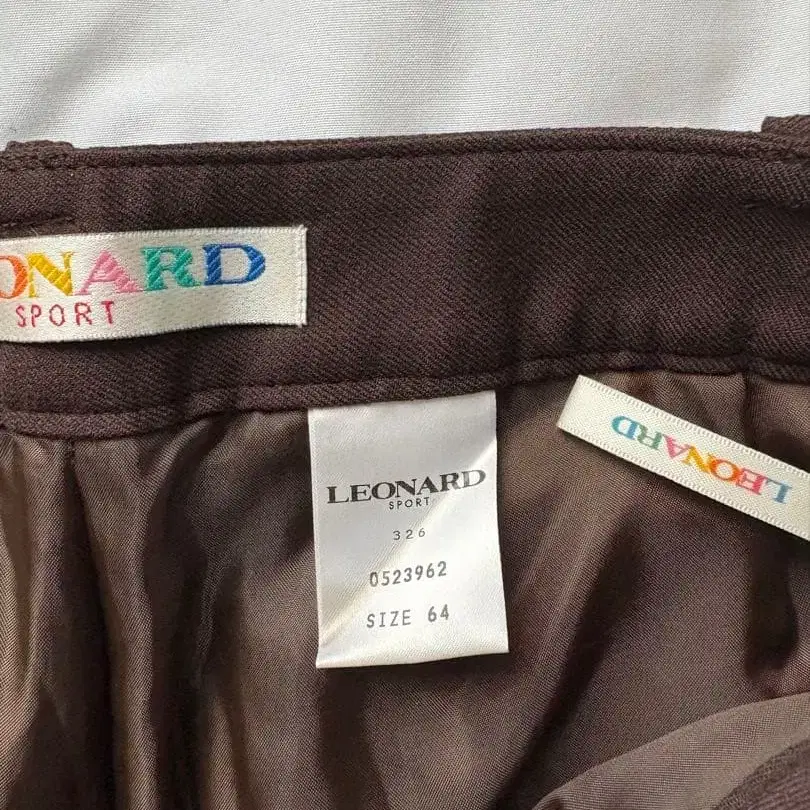 ONARD
SPORT
LEONARD
SPORT
326
0523962
SIZE 64
LEONARD